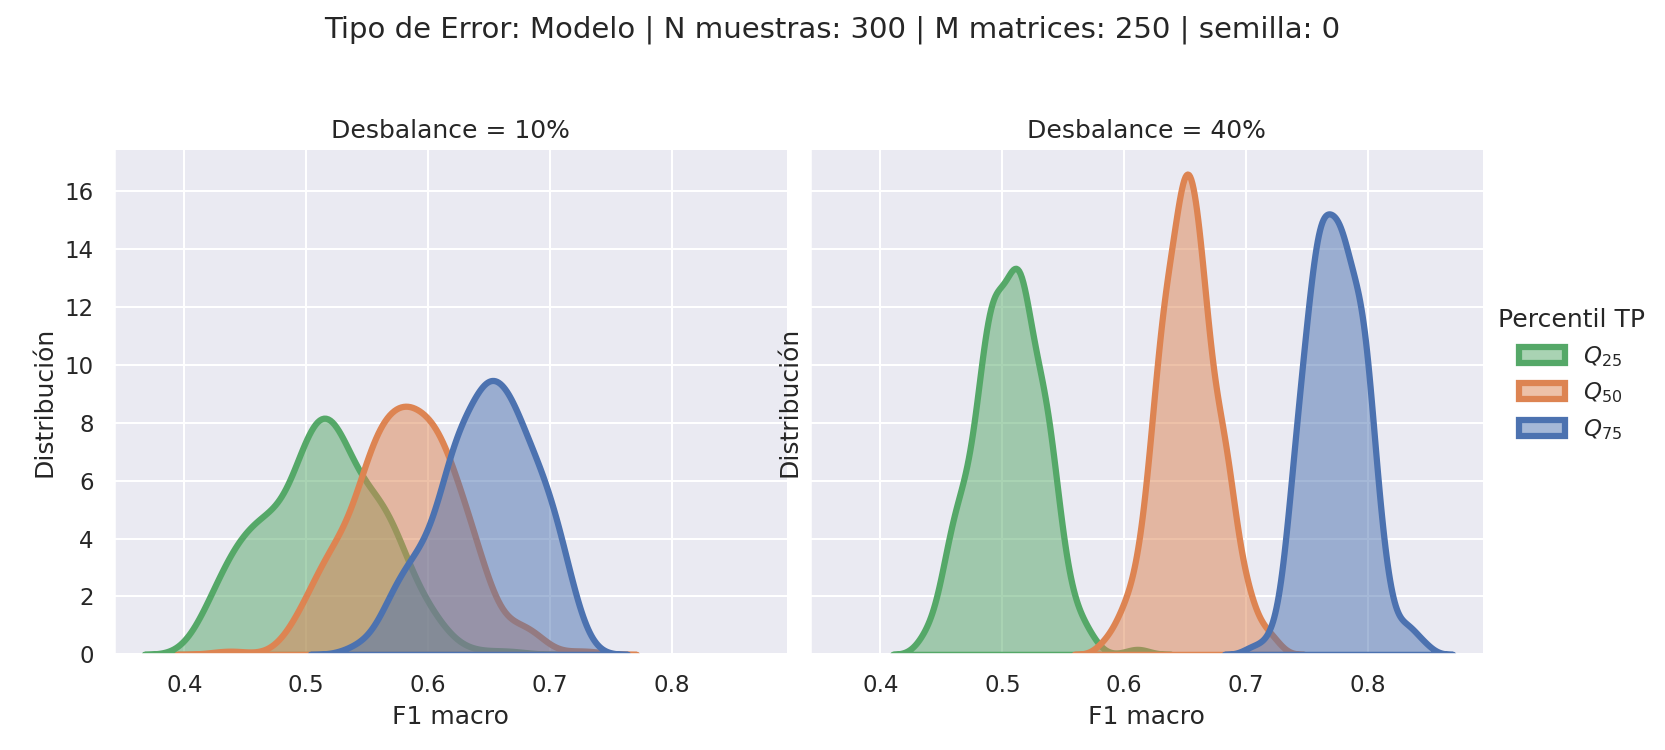 Tipo de Error: Modelo | N muestras: 300 | M matrices: 250 | semilla: 0
Desbalance = 10%
Desbalance = 40%
16
14
12
10
8
6
4
2
0
Distribución
Distribución
0.4 0.5 0.6 0.7 0.8
0.4 0.5 0.6 0.7 0.8
F1 macro
F1 macro
Percentil TP
Q25
Q50
Q75